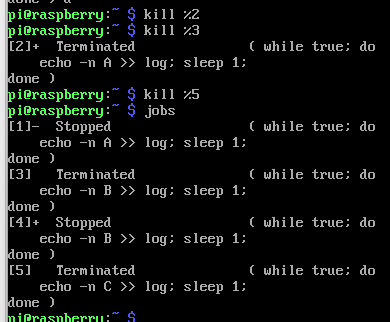 done ) a
pi@raspberry:~ $ kill %2
pi@raspberry:~ $ kill %3
[2]+  Terminated              ( while true; do
    echo -n A >> log; sleep 1;
done )
pi@raspberry:~ $ kill %5
pi@raspberry:~ $ jobs
[1]-  Stopped                 ( while true; do
    echo -n A >> log; sleep 1;
done )
[3]   Terminated              ( while true; do
    echo -n B >> log; sleep 1;
done )
[4]+  Stopped                 ( while true; do
    echo -n B >> log; sleep 1;
done )
[5]   Terminated              ( while true; do
    echo -n C >> log; sleep 1;
done )
pi@raspberry:~ $